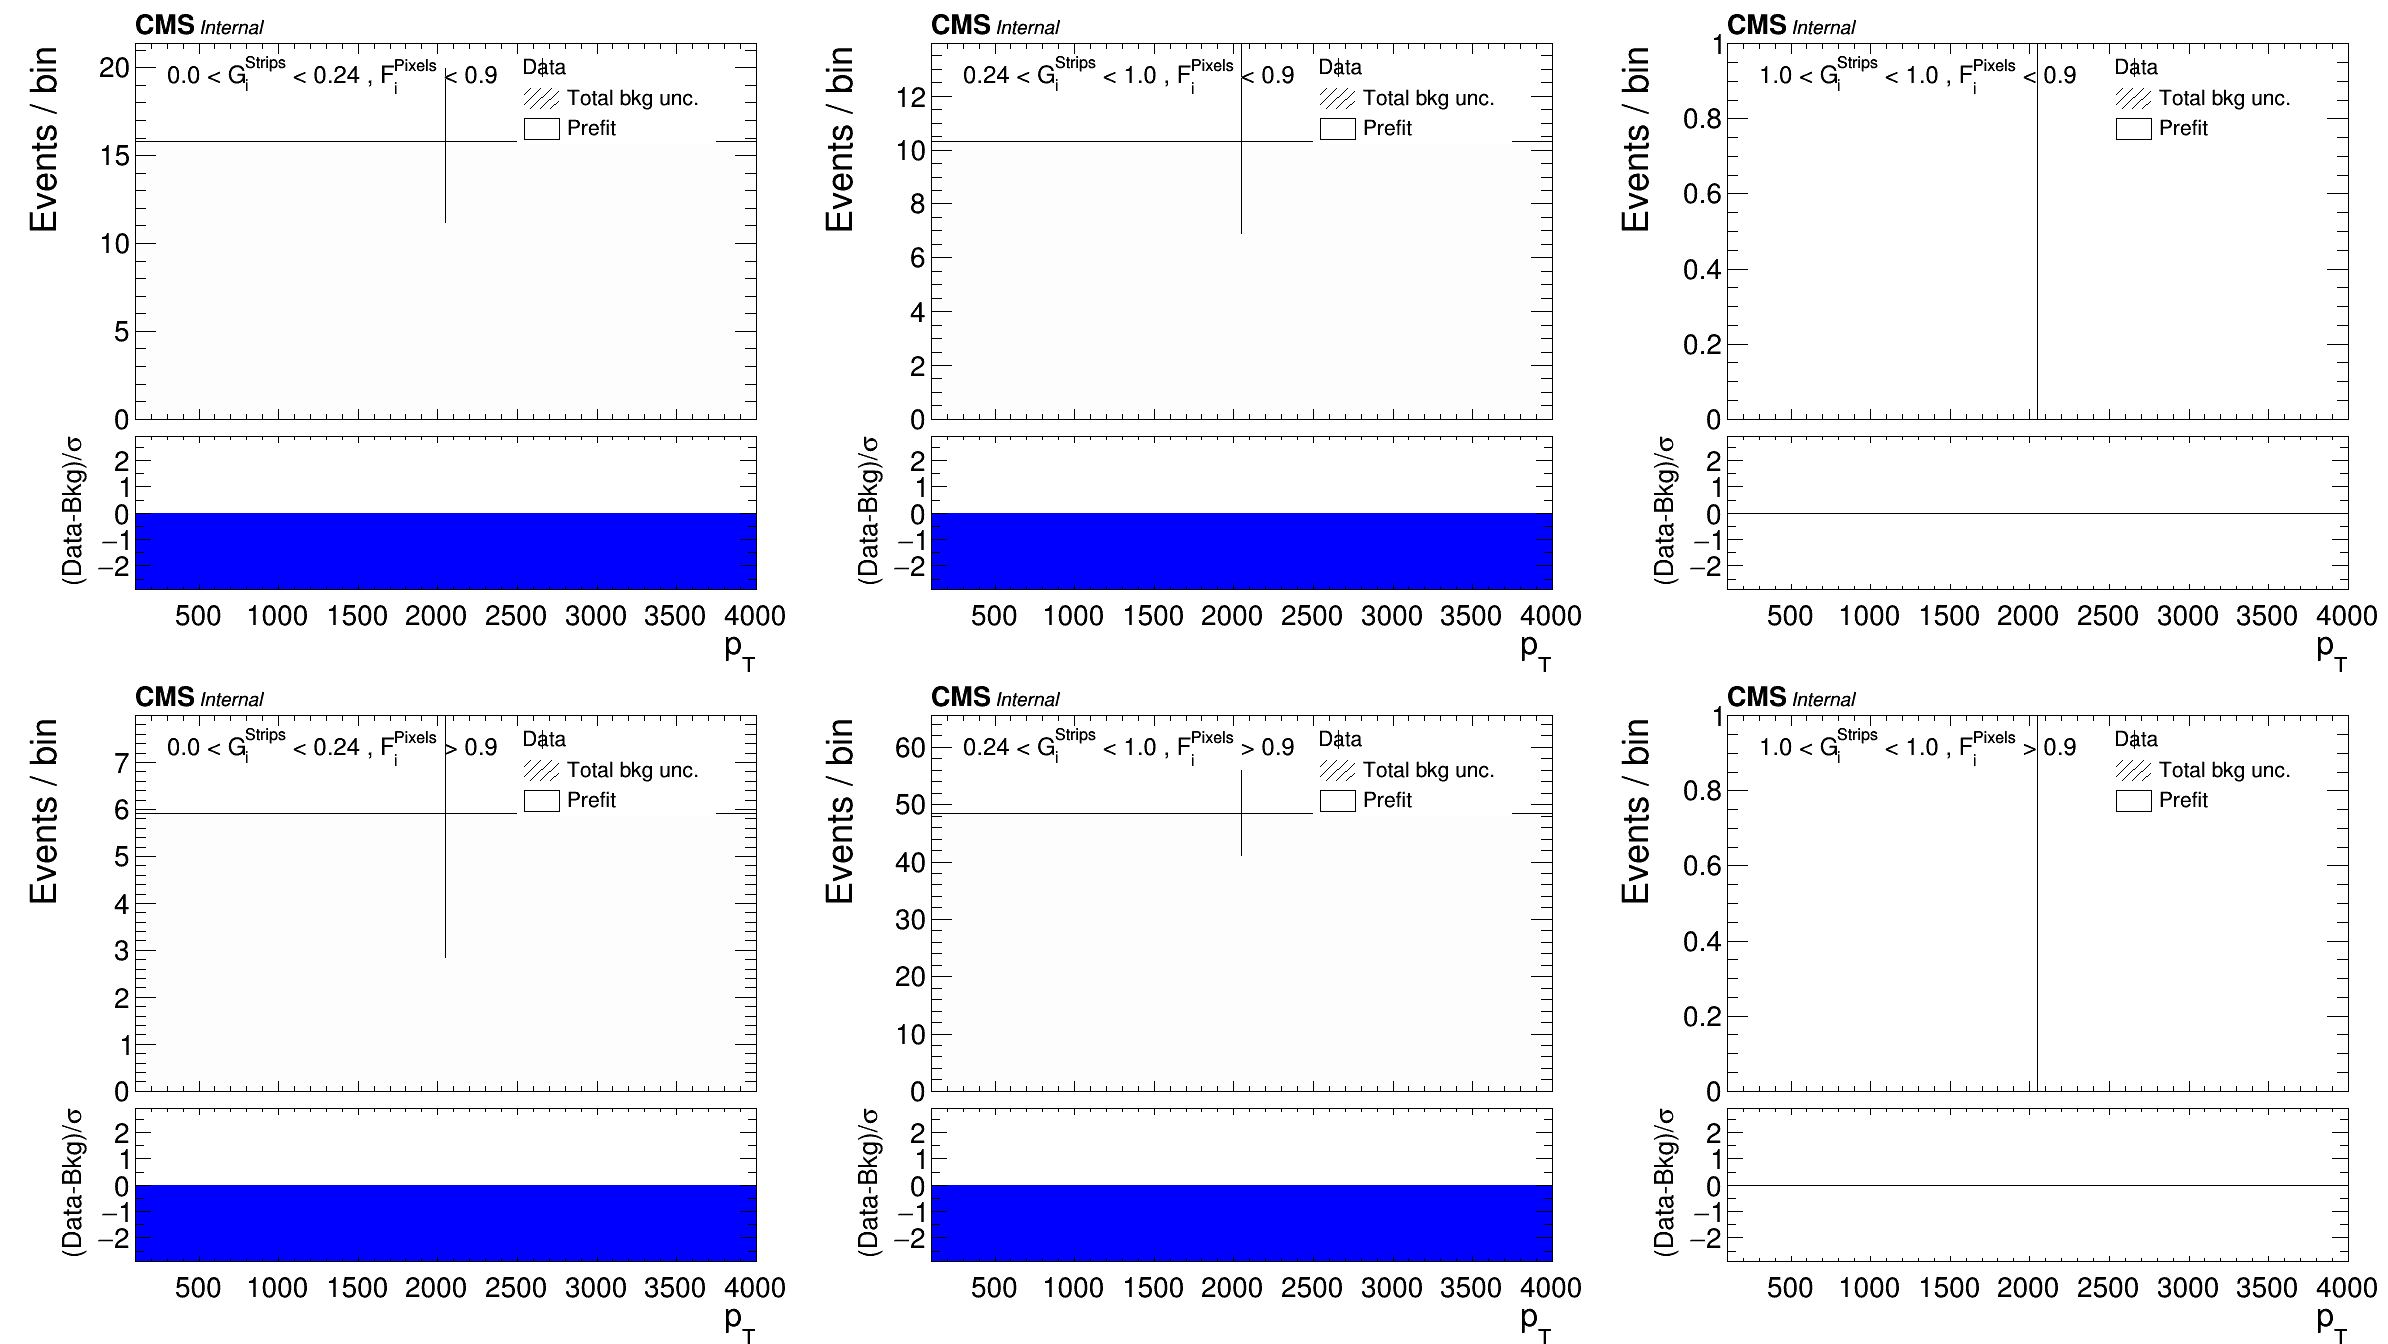 CMS Internal
Events / bin
0.0 < G_i^Strips < 0.24 , F_i^Pixels < 0.9
Data
Total bkg unc.
Prefit
20
15
10
5
0
(Data-Bkg)/σ
2
1
0
−1
−2
500 1000 1500 2000 2500 3000 3500 4000
p_T
CMS Internal
Events / bin
0.24 < G_i^Strips < 1.0 , F_i^Pixels < 0.9
Data
Total bkg unc.
Prefit
12
10
8
6
4
2
0
(Data-Bkg)/σ
2
1
0
−1
−2
500 1000 1500 2000 2500 3000 3500 4000
p_T
CMS Internal
Events / bin
1.0 < G_i^Strips < 1.0 , F_i^Pixels < 0.9
Data
Total bkg unc.
Prefit
1
0.8
0.6
0.4
0.2
0
(Data-Bkg)/σ
2
1
0
−1
−2
500 1000 1500 2000 2500 3000 3500 4000
p_T
CMS Internal
Events / bin
0.0 < G_i^Strips < 0.24 , F_i^Pixels > 0.9
Data
Total bkg unc.
Prefit
7
6
5
4
3
2
1
0
(Data-Bkg)/σ
2
1
0
−1
−2
500 1000 1500 2000 2500 3000 3500 4000
p_T
CMS Internal
Events / bin
0.24 < G_i^Strips < 1.0 , F_i^Pixels > 0.9
Data
Total bkg unc.
Prefit
60
50
40
30
20
10
0
(Data-Bkg)/σ
2
1
0
−1
−2
500 1000 1500 2000 2500 3000 3500 4000
p_T
CMS Internal
Events / bin
1.0 < G_i^Strips < 1.0 , F_i^Pixels > 0.9
Data
Total bkg unc.
Prefit
1
0.8
0.6
0.4
0.2
0
(Data-Bkg)/σ
2
1
0
−1
−2
500 1000 1500 2000 2500 3000 3500 4000
p_T